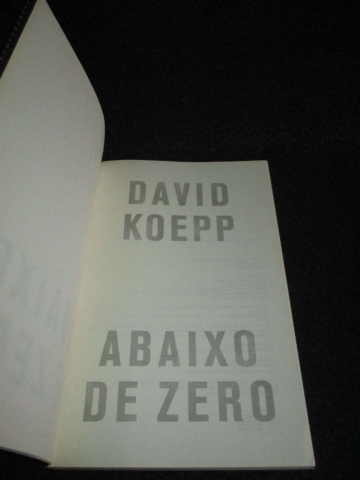 DAVID
KOEPP
ABAIXO
DE ZERO